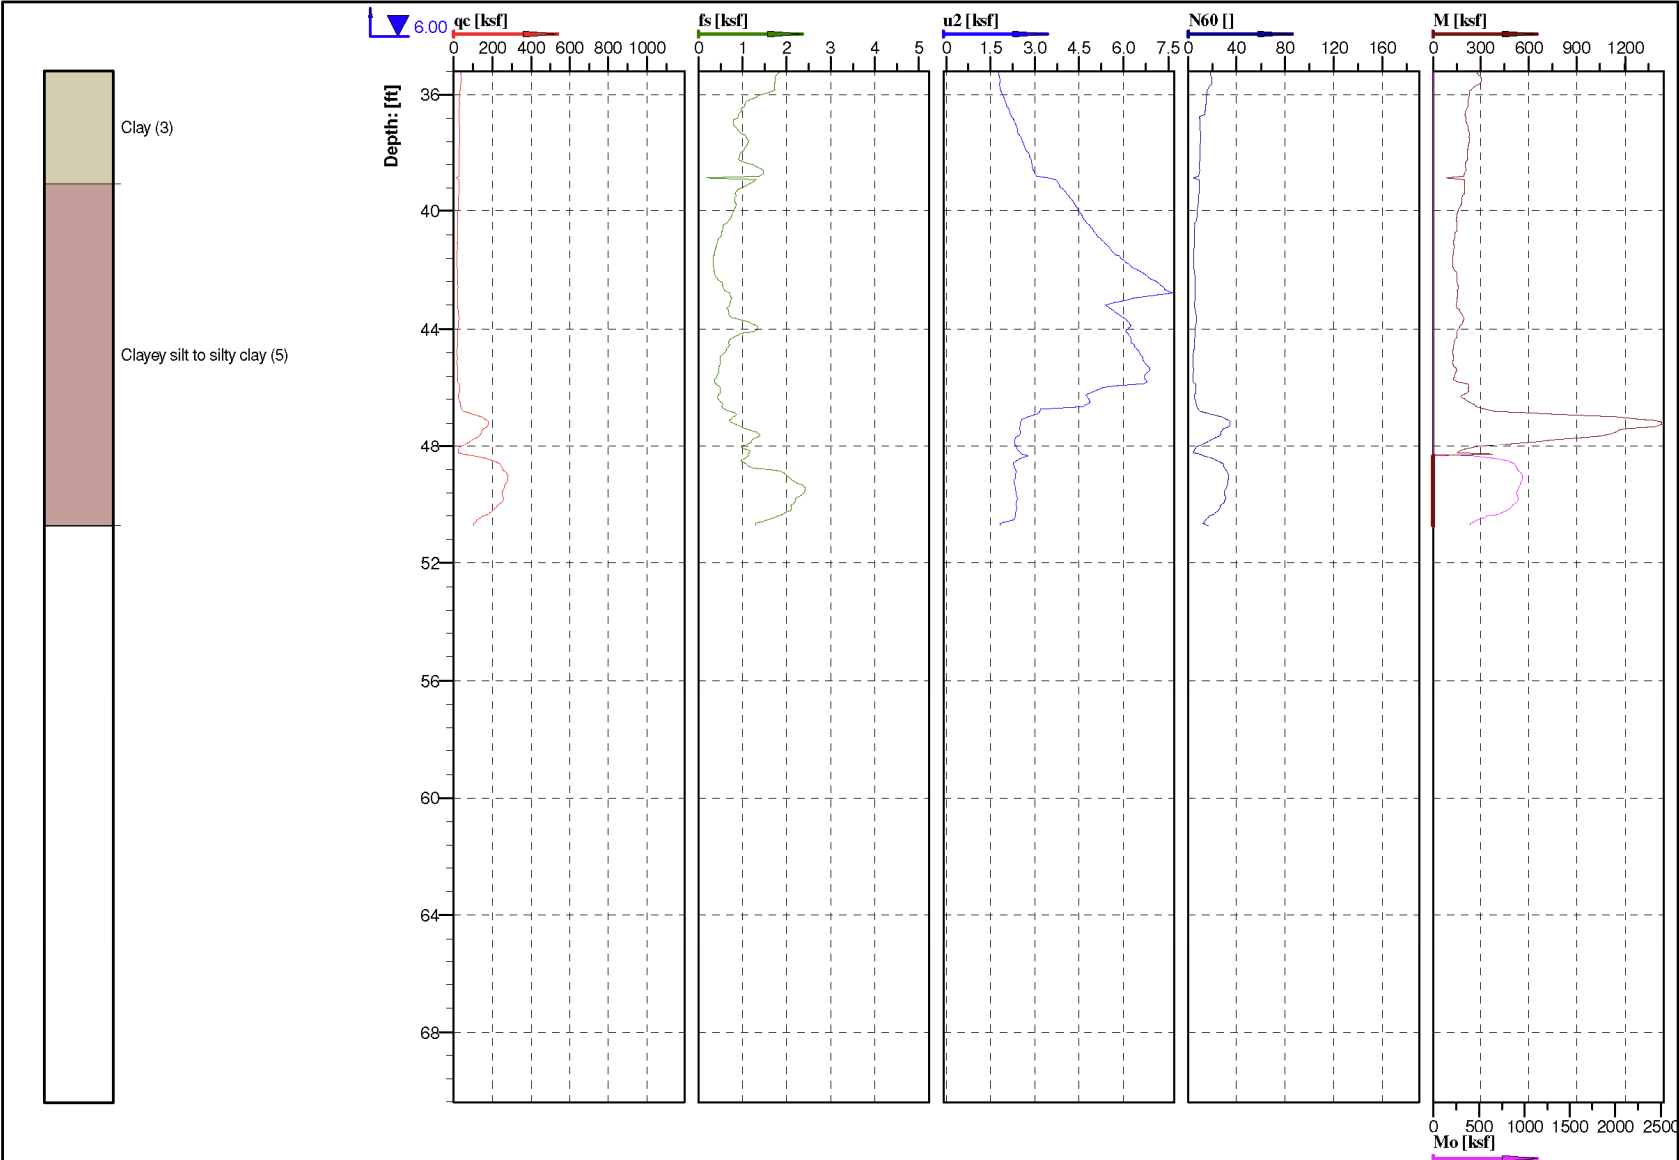 6.00
qc [ksf]
0 200 400 600 800 1000
fs [ksf]
0 1 2 3 4 5
u2 [ksf]
0 1.5 3.0 4.5 6.0 7.5
N60 []
0 40 80 120 160
M [ksf]
0 300 600 900 1200
Depth: [ft]
36
40
44
48
52
56
60
64
68
Clay (3)
Clayey silt to silty clay (5)
0 500 1000 1500 2000 2500
Mo [ksf]